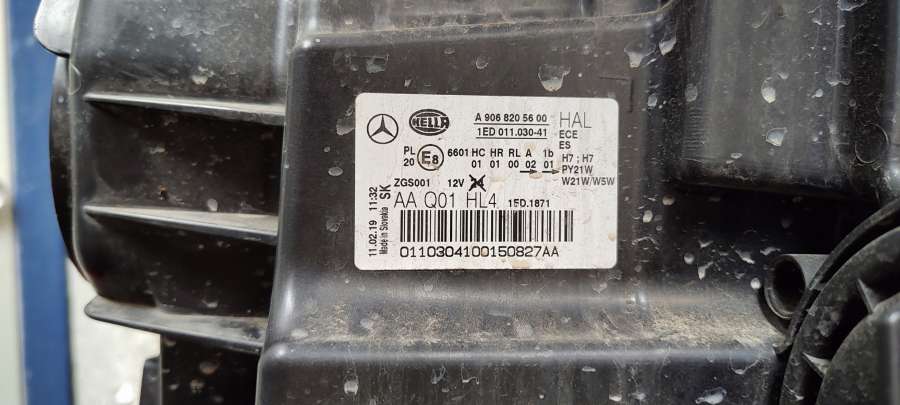 HELLA
A 906 820 56 00
1ED 011.030-41
HAL
ECE
ES
PL
20
E8
6601 HC HR RL A 1b
01 01 00 02 01
H7 ; H7
PY21W
W21W/W5W
ZGS001 12V
AA Q01 HL4 15D.1871
11.02.19 11:32
Made in Slovakia SK
0110304100150827AA